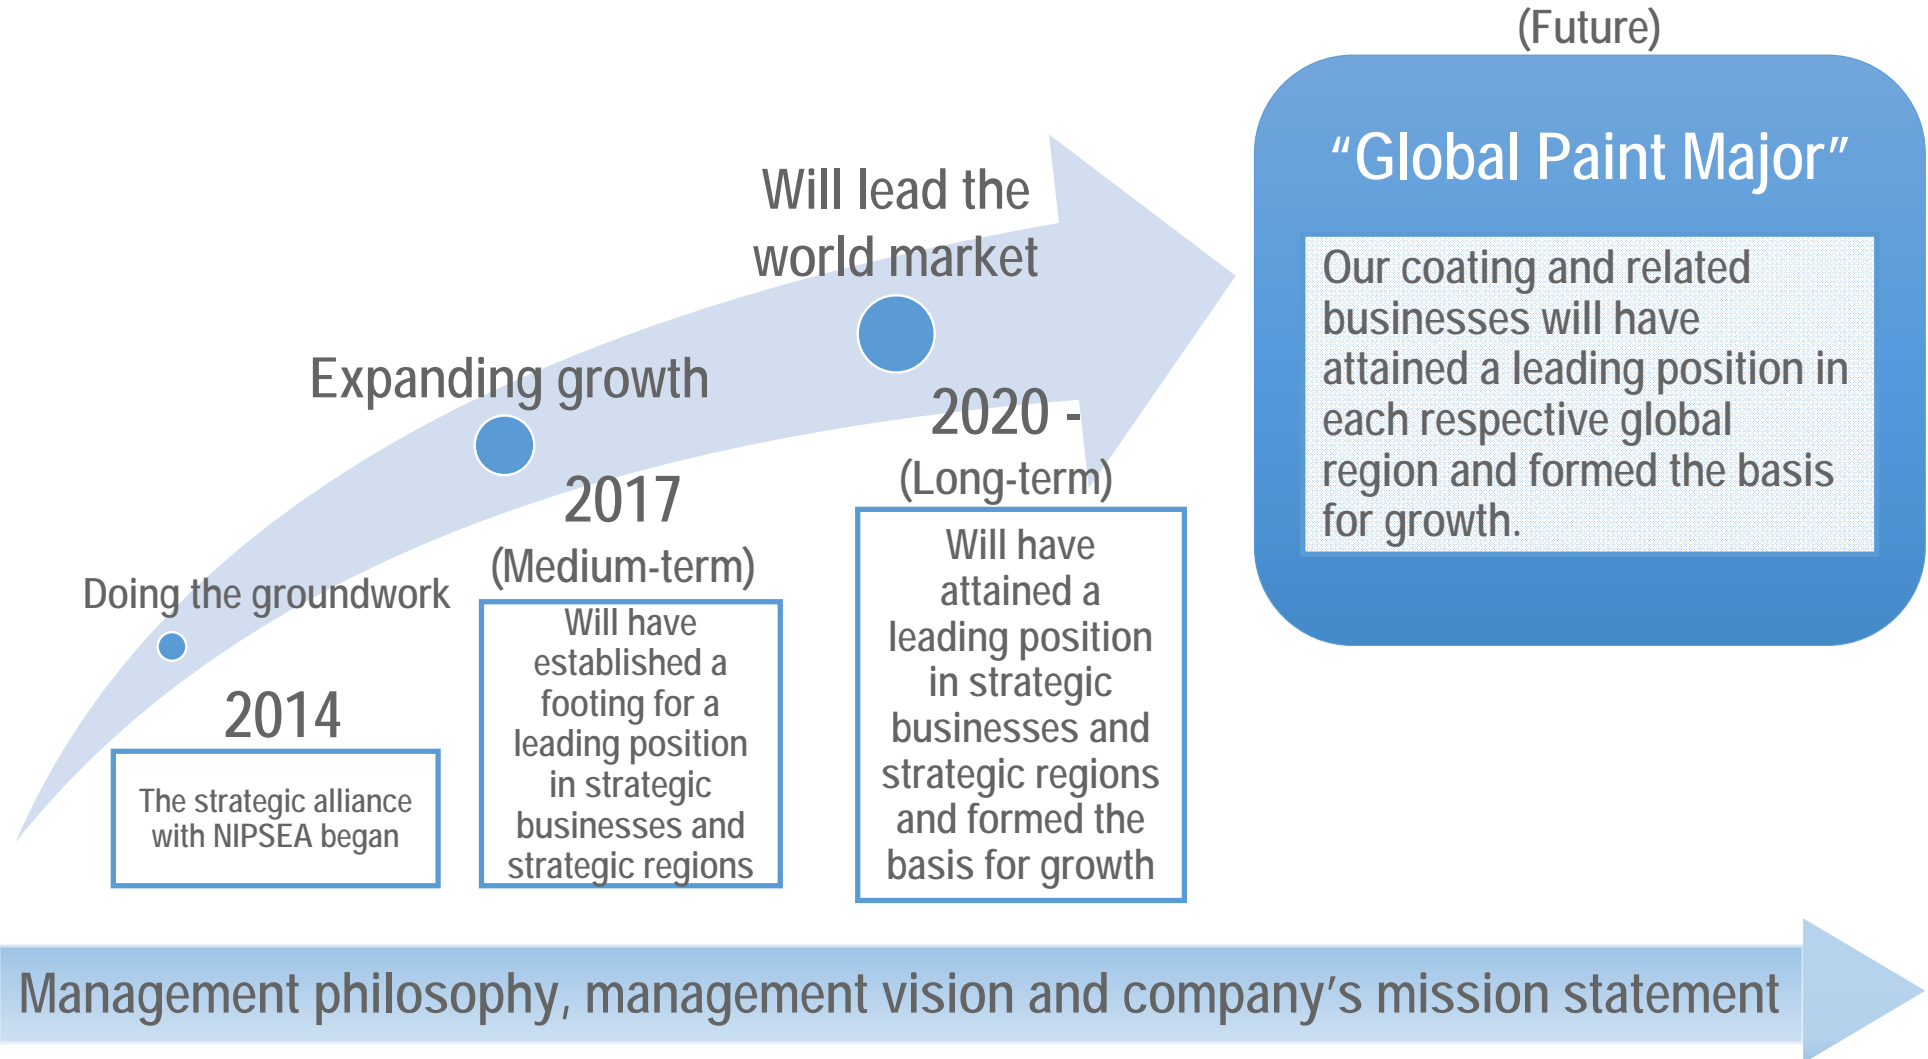 (Future)
“Global Paint Major”
Our coating and related
businesses will have
attained a leading position in
each respective global
region and formed the basis
for growth.
Will lead the
world market
2020 -
(Long-term)
Will have
attained a
leading position
in strategic
businesses and
strategic regions
and formed the
basis for growth
Expanding growth
2017
(Medium-term)
Will have
established a
footing for a
leading position
in strategic
businesses and
strategic regions
Doing the groundwork
2014
The strategic alliance
with NIPSEA began
Management philosophy, management vision and company’s mission statement